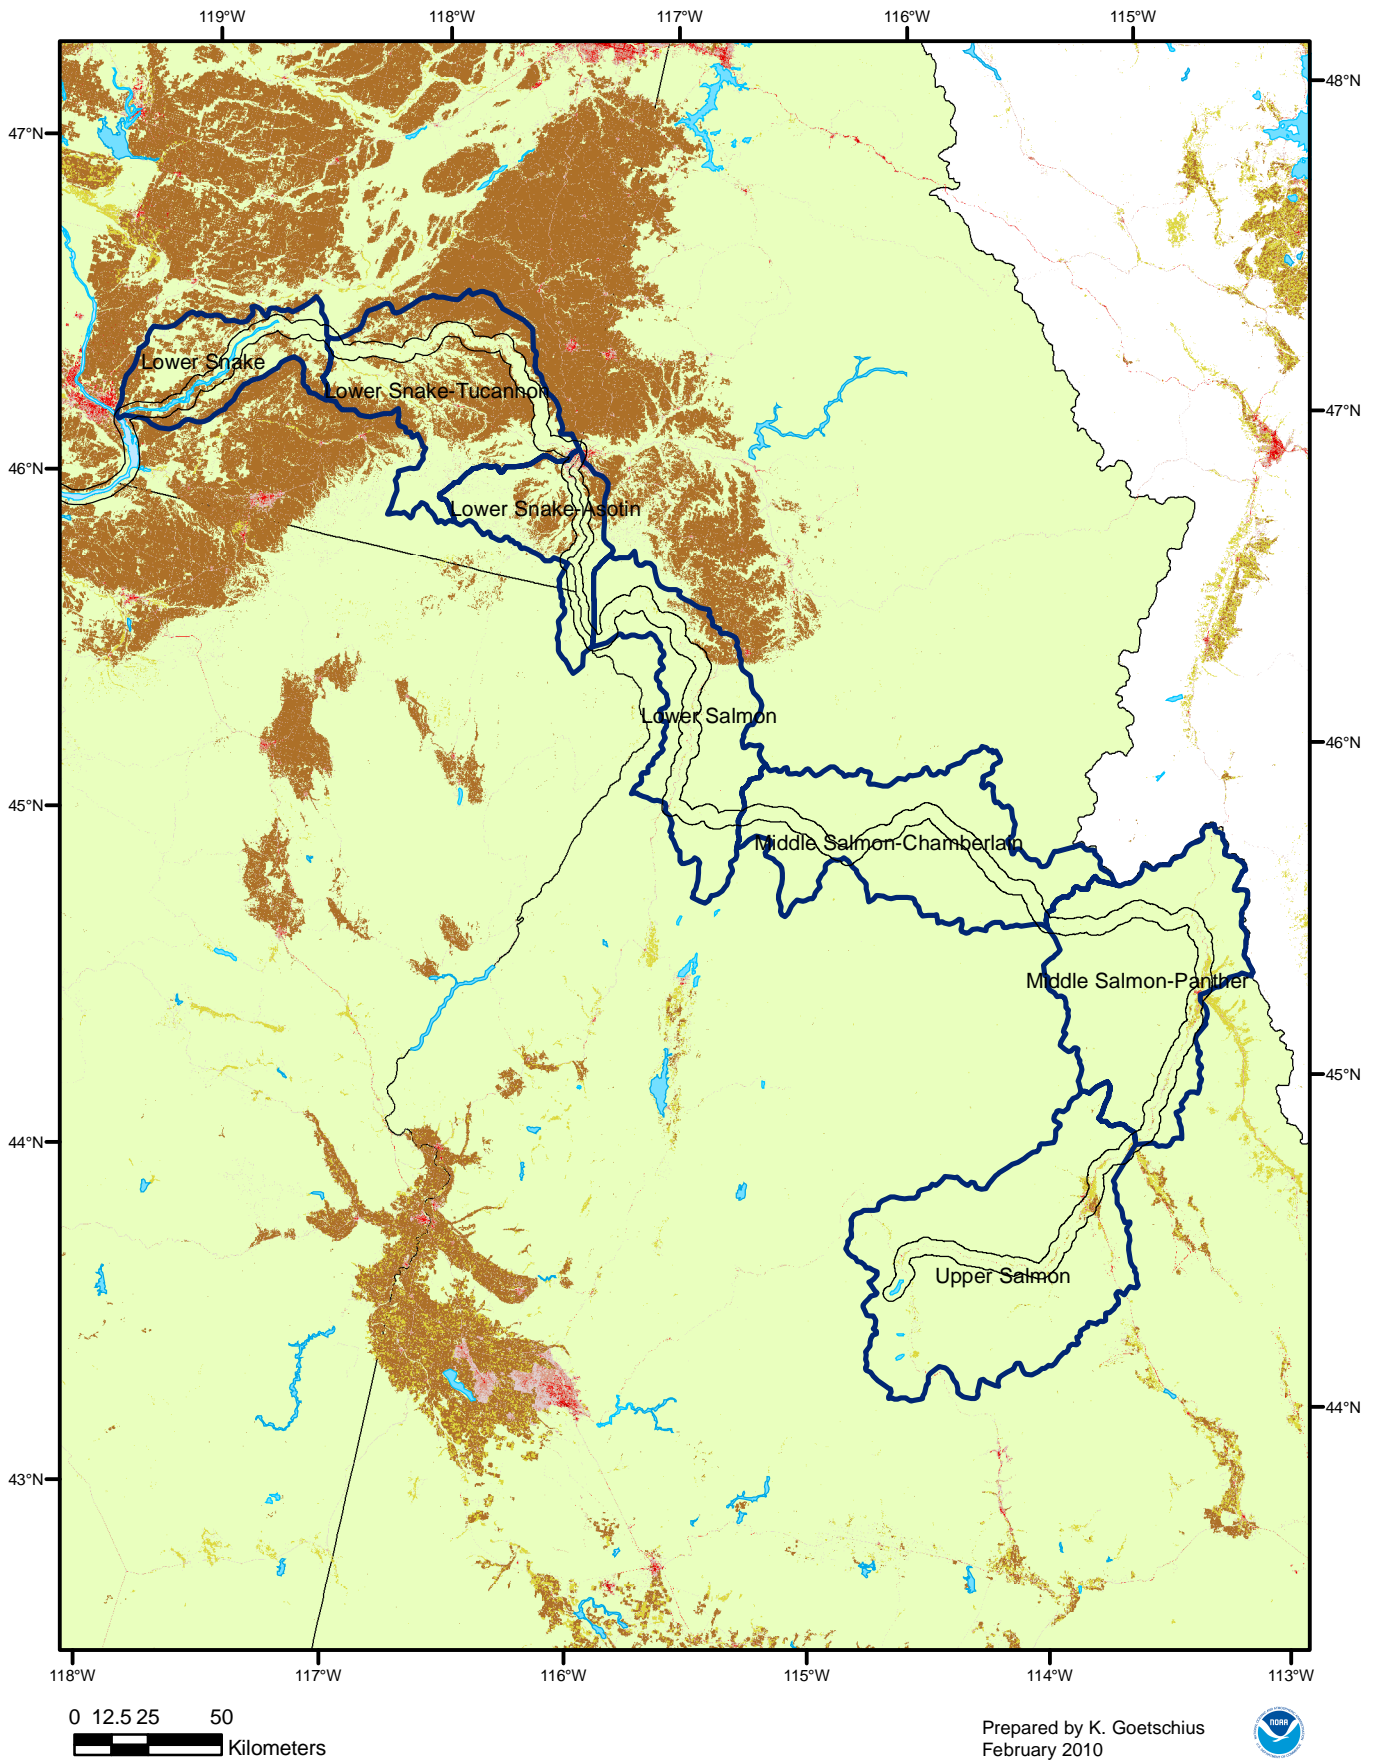 119°W 118°W 117°W 116°W 115°W
48°N
47°N
Lower Snake
Lower Snake-Tucannon
47°N
46°N
Lower Snake-Asotin
Lower Salmon
46°N
45°N
Middle Salmon-Chamberlain
Middle Salmon-Panther
45°N
44°N
Upper Salmon
44°N
43°N
118°W 117°W 116°W 115°W 114°W 113°W
0 12.5 25 50
Kilometers
Prepared by K. Goetschius
February 2010
NOAA